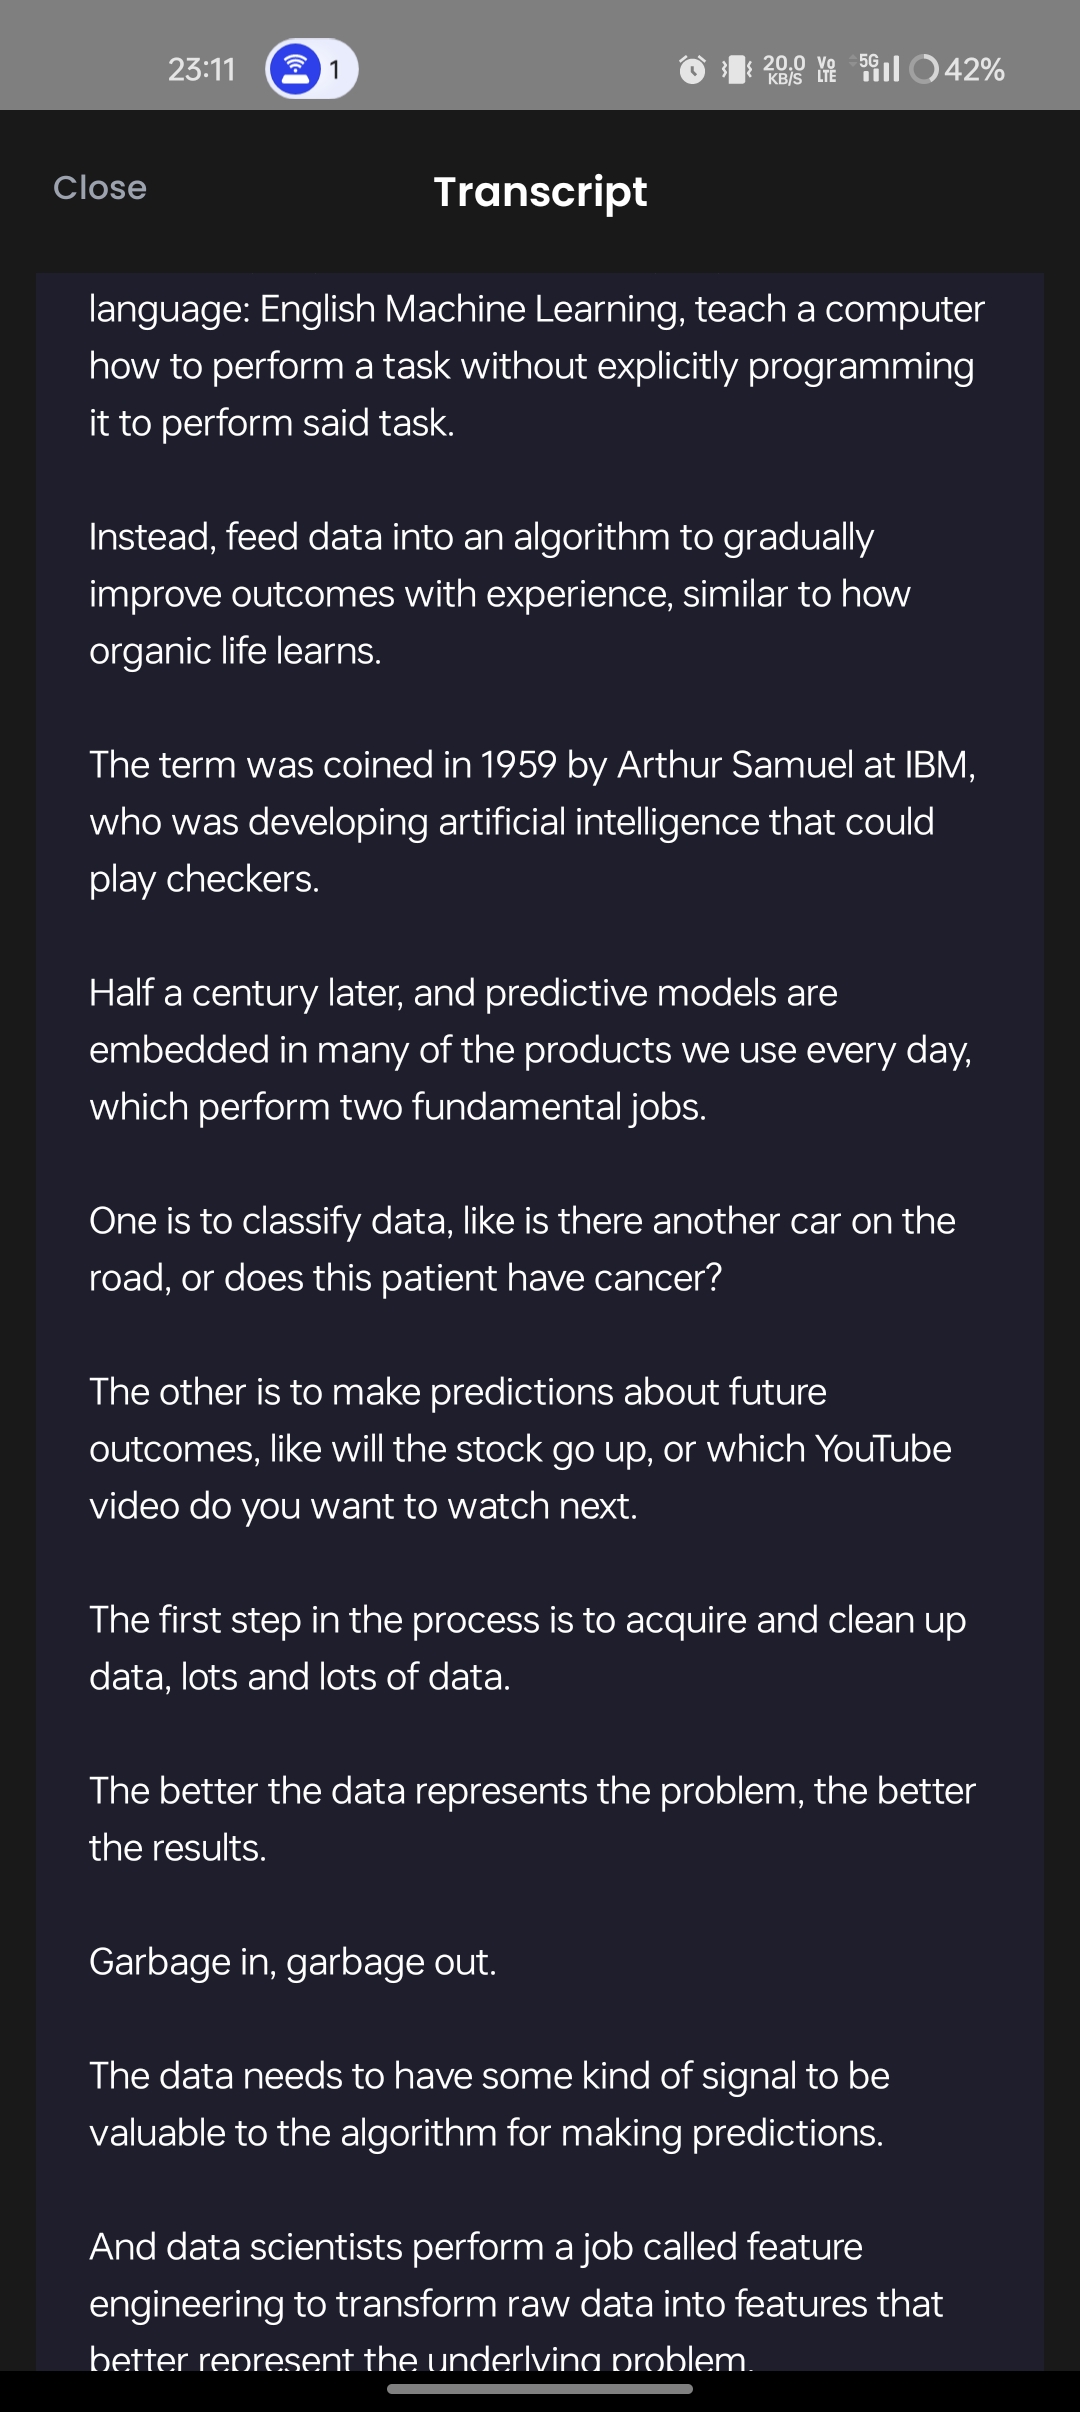 23:11
1
20.0
KB/S
Vo
LTE
5G
42%
Close
Transcript
language: English Machine Learning, teach a computer
how to perform a task without explicitly programming
it to perform said task.
Instead, feed data into an algorithm to gradually
improve outcomes with experience, similar to how
organic life learns.
The term was coined in 1959 by Arthur Samuel at IBM,
who was developing artificial intelligence that could
play checkers.
Half a century later, and predictive models are
embedded in many of the products we use every day,
which perform two fundamental jobs.
One is to classify data, like is there another car on the
road, or does this patient have cancer?
The other is to make predictions about future
outcomes, like will the stock go up, or which YouTube
video do you want to watch next.
The first step in the process is to acquire and clean up
data, lots and lots of data.
The better the data represents the problem, the better
the results.
Garbage in, garbage out.
The data needs to have some kind of signal to be
valuable to the algorithm for making predictions.
And data scientists perform a job called feature
engineering to transform raw data into features that
better represent the underlying problem.